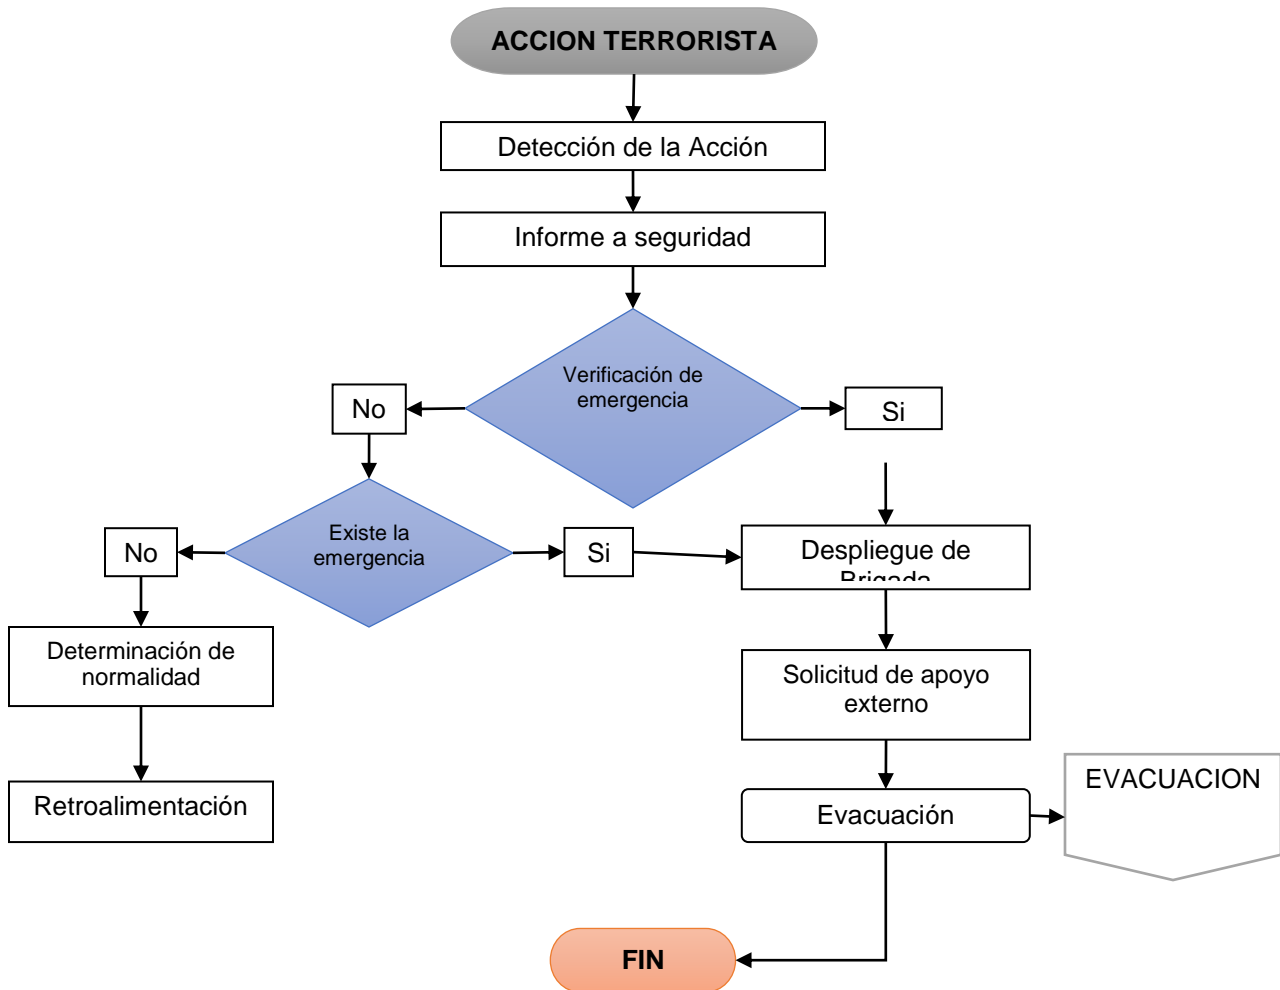 ACCION TERRORISTA
Detección de la Acción
Informe a seguridad
Verificación de
emergencia
No
Si
Existe la
emergencia
No
Si
Despliegue de
Brigada
Determinación de
normalidad
Solicitud de apoyo
externo
Retroalimentación
Evacuación
EVACUACION
FIN